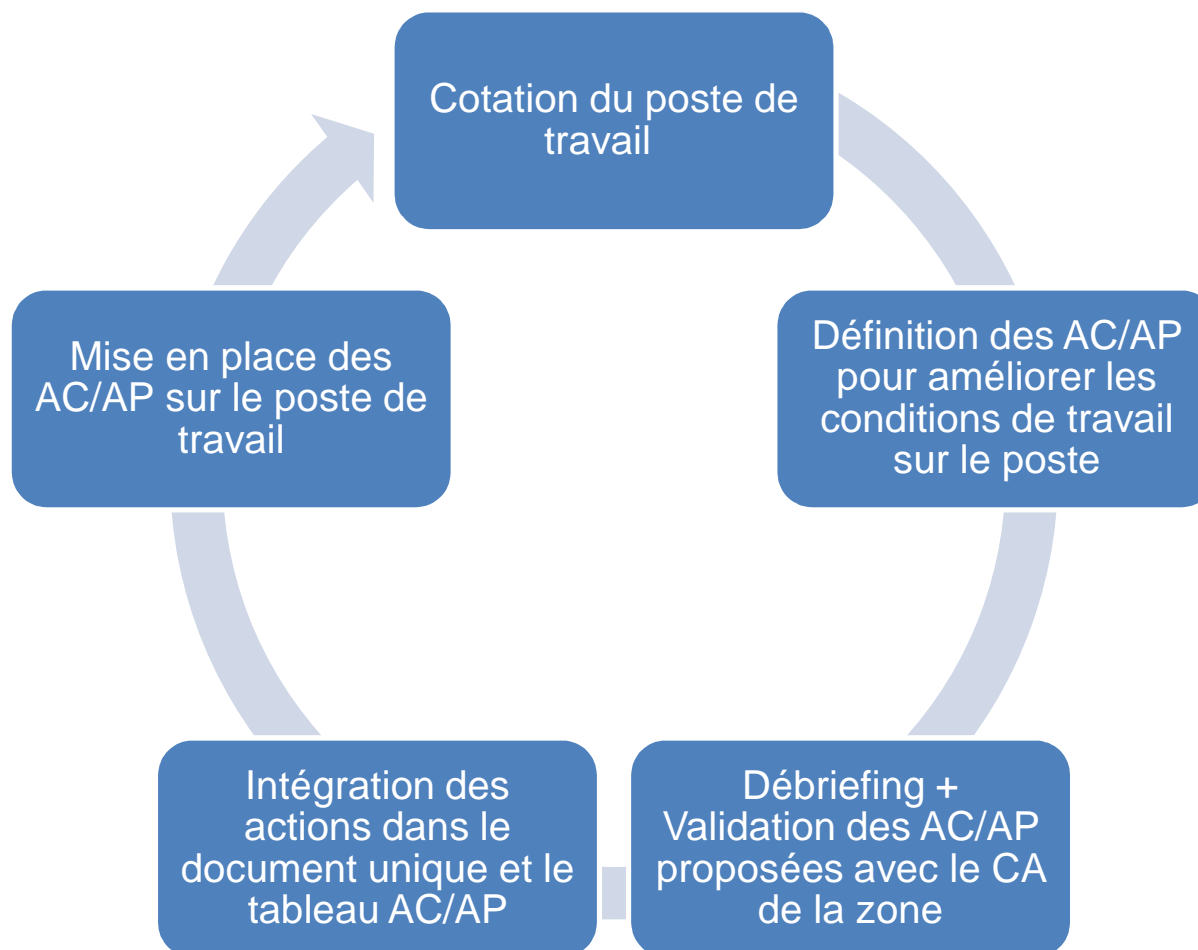 Cotation du poste de
travail
Définition des AC/AP
pour améliorer les
conditions de travail
sur le poste
Débriefing +
Validation des AC/AP
proposées avec le CA
de la zone
Intégration des
actions dans le
document unique et le
tableau AC/AP
Mise en place des
AC/AP sur le poste de
travail